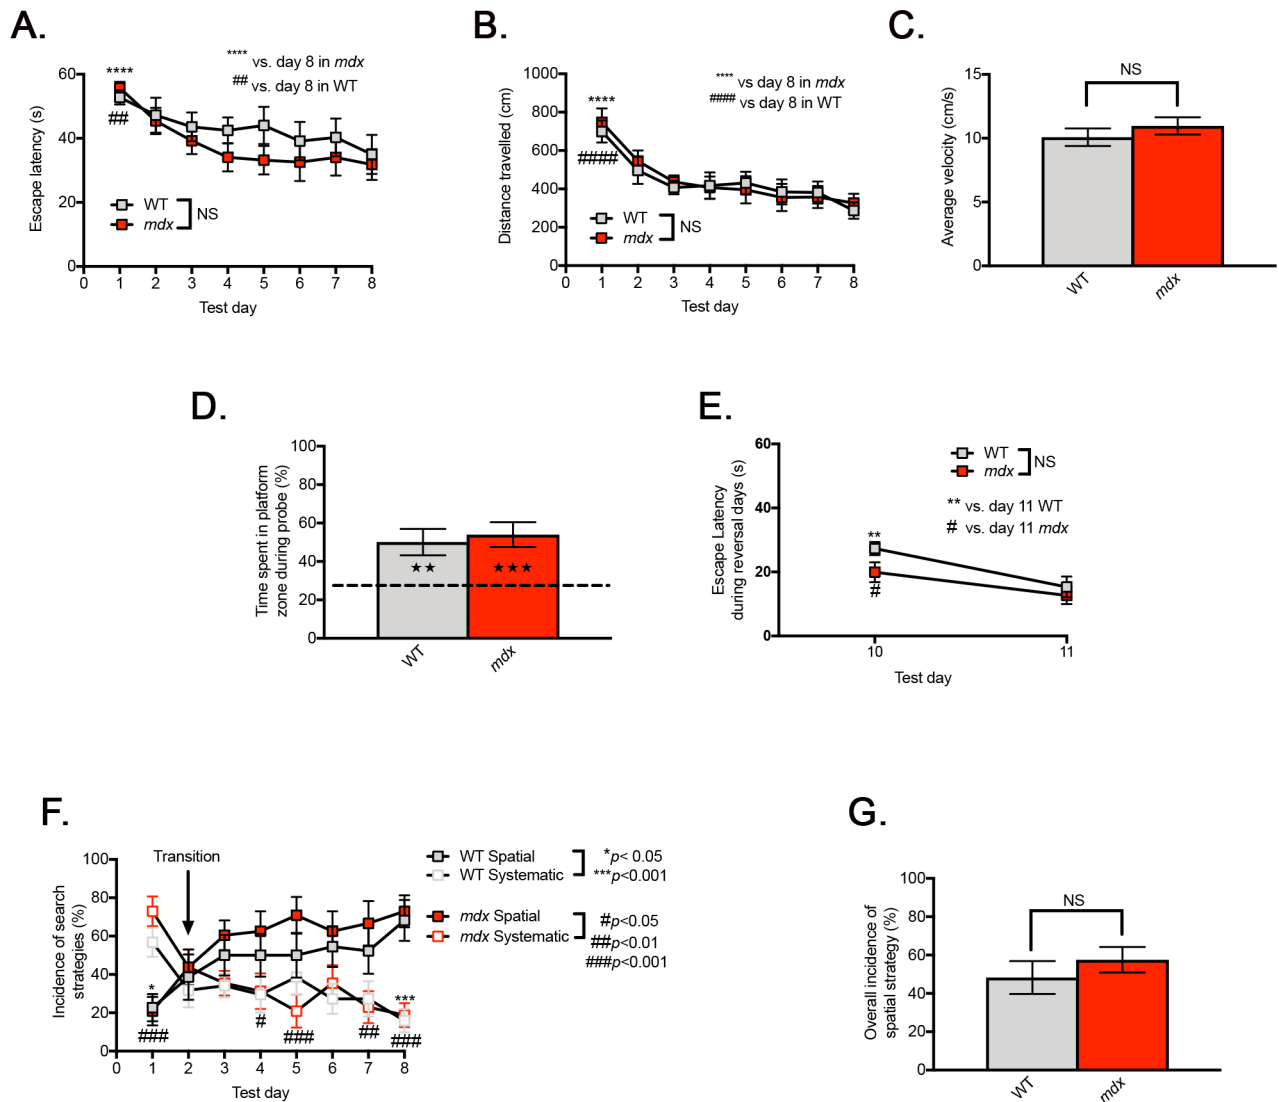 A.
**** vs. day 8 in mdx
## vs. day 8 in WT
60
40
20
0
Escape latency (s)
****
##
WT
mdx
NS
0 1 2 3 4 5 6 7 8
Test day
B.
**** vs day 8 in mdx
#### vs day 8 in WT
1000
800
600
400
200
0
Distance travelled (cm)
****
####
WT
mdx
NS
0 1 2 3 4 5 6 7 8
Test day
C.
15
10
5
0
Average velocity (cm/s)
NS
WT
mdx
D.
100
80
60
40
20
0
Time spent in platform
zone during probe (%)
★★
★★★
WT
mdx
E.
60
40
20
0
Escape Latency
during reversal days (s)
WT
mdx
NS
** vs. day 11 WT
# vs. day 11 mdx
**
#
10 11
Test day
F.
Transition
100
80
60
40
20
0
Incidence of search
strategies (%)
*
###
#
###
##
***
###
0 1 2 3 4 5 6 7 8
Test day
WT Spatial
WT Systematic
*p< 0.05
***p<0.001
mdx Spatial
mdx Systematic
#p<0.05
##p<0.01
###p<0.001
G.
100
80
60
40
20
0
Overall incidence of
spatial strategy (%)
NS
WT
mdx